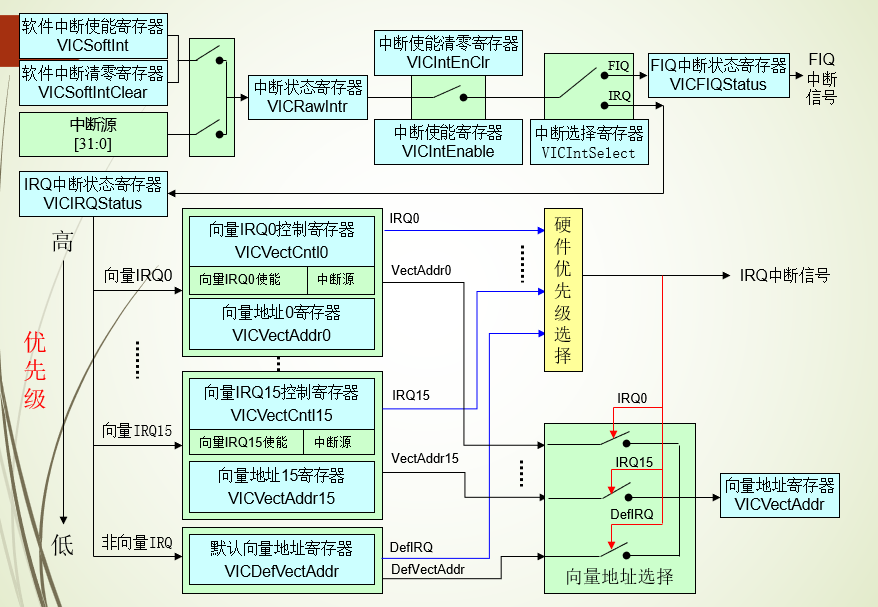 软件中断使能寄存器
VICSoftInt
软件中断清零寄存器
VICSoftIntClear
中断源
[31:0]
中断状态寄存器
VICRawIntr
中断使能清零寄存器
VICIntEnClr
中断使能寄存器
VICIntEnable
FIQ
IRQ
中断选择寄存器
VICIntSelect
FIQ中断状态寄存器
VICFIQStatus
FIQ
中断
信号
IRQ中断状态寄存器
VICIRQStatus
高
优
先
级
低
向量IRQ0
向量IRQ15
非向量IRQ
向量IRQ0控制寄存器
VICVectCntl0
向量IRQ0使能
中断源
向量地址0寄存器
VICVectAddr0
向量IRQ15控制寄存器
VICVectCntl15
向量IRQ15使能
中断源
向量地址15寄存器
VICVectAddr15
默认向量地址寄存器
VICDefVectAddr
IRQ0
VectAddr0
IRQ15
VectAddr15
DefIRQ
DefVectAddr
硬
件
优
先
级
选
择
IRQ中断信号
IRQ0
IRQ15
DefIRQ
向量地址选择
向量地址寄存器
VICVectAddr